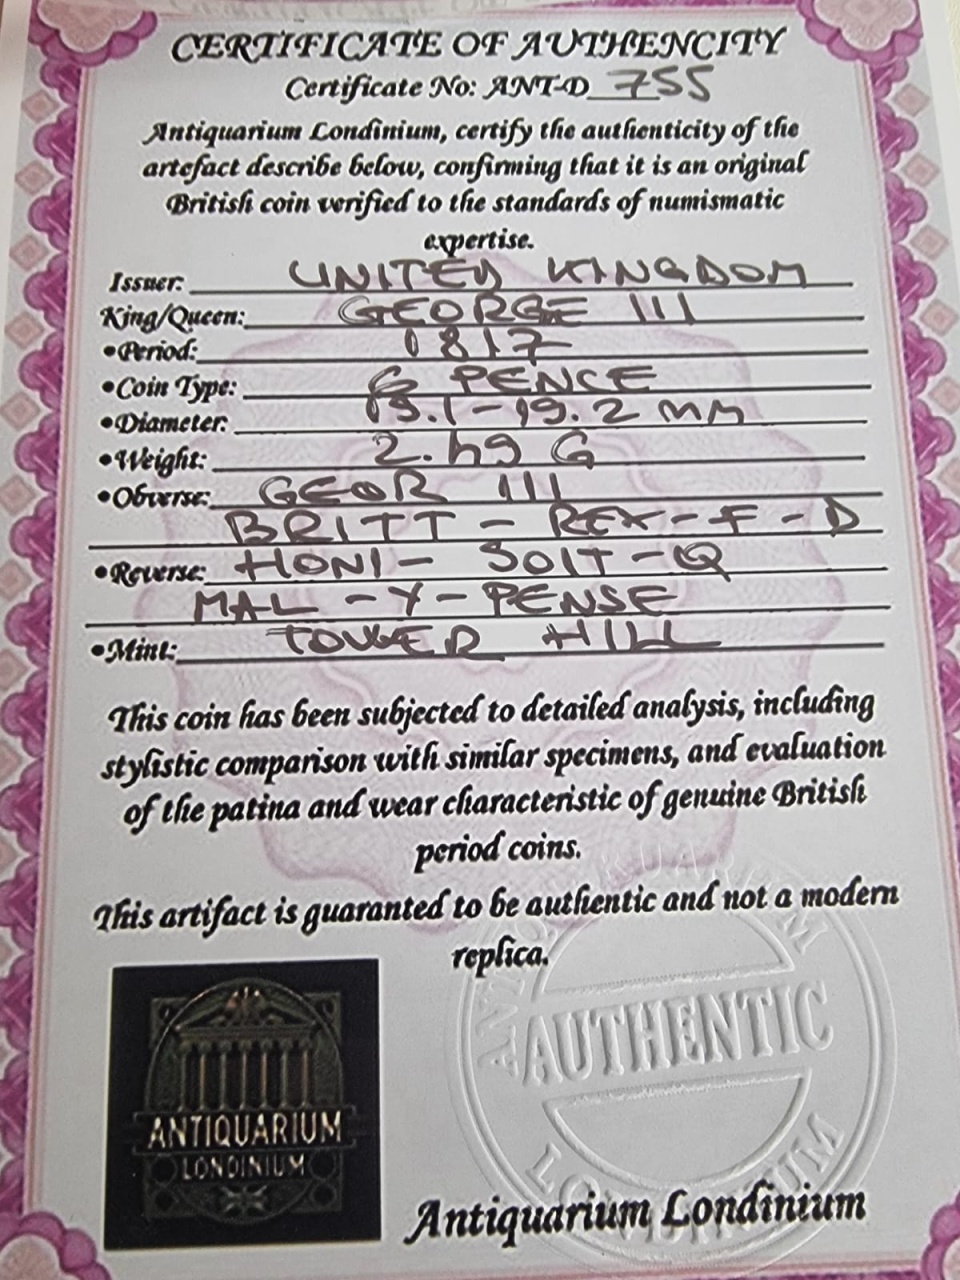 CERTIFICATE OF AUTHENCITY
Certificate No: ANT-D 755
Antiquarium Londinium, certify the authenticity of the
artefact describe below, confirming that it is an original
British coin verified to the standards of numismatic
expertise.
Issuer: UNITED KINGDOM
King/Queen: GEORGE III
•Period: 1817
•Coin Type: 6 PENCE
•Diameter: 19.1-19.2 MM
•Weight: 2.49 G
•Obverse: GEOR III
BRITT - REX - F - D
•Reverse: HONI - SOIT - Q
MAL - Y - PENSE
•Mint: TOWER HILL
This coin has been subjected to detailed analysis, including
stylistic comparison with similar specimens, and evaluation
of the patina and wear characteristic of genuine British
period coins.
This artifact is guaranted to be authentic and not a modern
replica.
AUTHENTIC
ANTIQUARIUM
LONDINIUM
Antiquarium Londinium